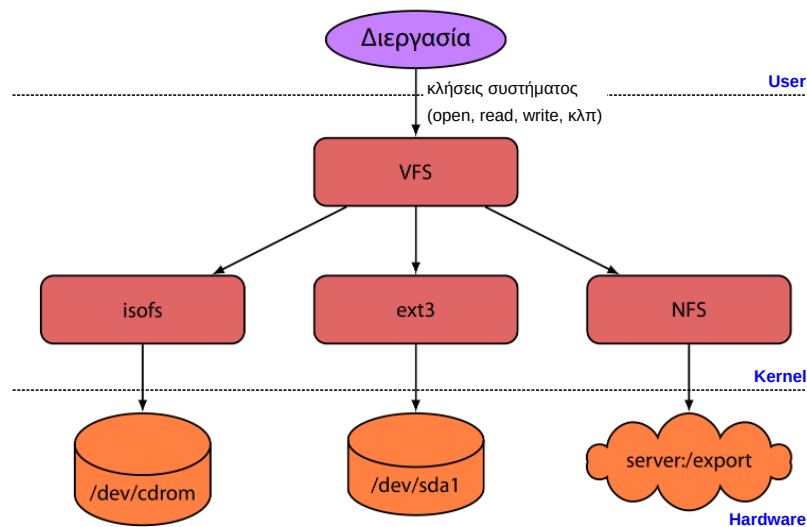 Διεργασία
κλήσεις συστήματος
User
(open, read, write, κλπ)
VFS
isofs
ext3
NFS
Kernel
/dev/cdrom
/dev/sda1
server:/export
Hardware